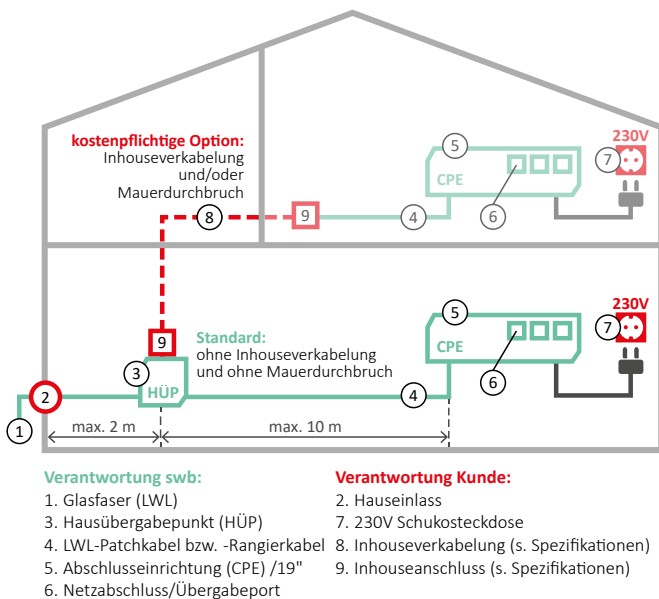 kostenpflichtige Option:
Inhouseverkabelung
und/oder
Mauerdurchbruch
8
9
4
5
CPE
6
230V
7
Standard:
ohne Inhouseverkabelung
und ohne Mauerdurchbruch
9
3
HÜP
2
1
4
5
CPE
6
230V
7
max. 2 m
max. 10 m
Verantwortung swb:
1. Glasfaser (LWL)
3. Hausübergabepunkt (HÜP)
4. LWL-Patchkabel bzw. -Rangierkabel
5. Abschlusseinrichtung (CPE) /19"
6. Netzabschluss/Übergabeport
Verantwortung Kunde:
2. Hauseinlass
7. 230V Schukosteckdose
8. Inhouseverkabelung (s. Spezifikationen)
9. Inhouseanschluss (s. Spezifikationen)